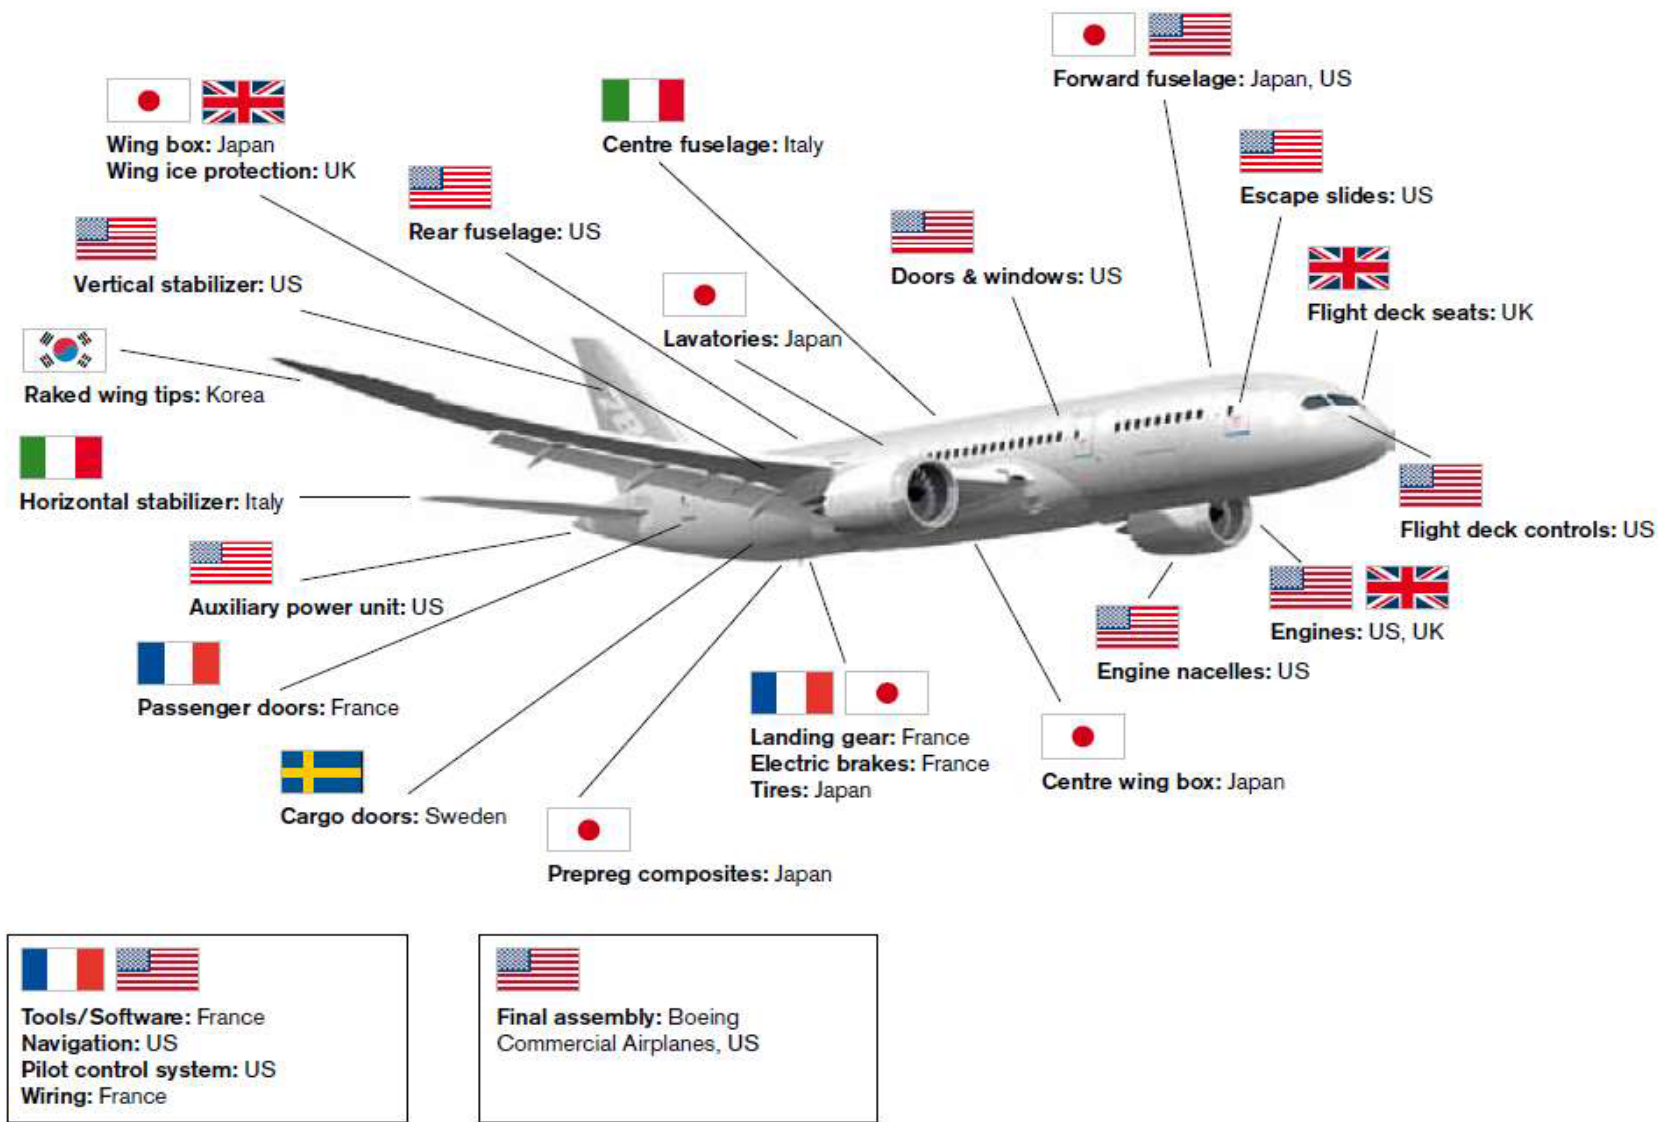 Forward fuselage: Japan, US
Wing box: Japan
Wing ice protection: UK
Centre fuselage: Italy
Escape slides: US
Rear fuselage: US
Doors & windows: US
Vertical stabilizer: US
Flight deck seats: UK
Lavatories: Japan
Raked wing tips: Korea
Horizontal stabilizer: Italy
Flight deck controls: US
Auxiliary power unit: US
Engines: US, UK
Engine nacelles: US
Passenger doors: France
Landing gear: France
Electric brakes: France
Tires: Japan
Centre wing box: Japan
Cargo doors: Sweden
Prepreg composites: Japan
Tools/Software: France
Navigation: US
Pilot control system: US
Wiring: France
Final assembly: Boeing
Commercial Airplanes, US